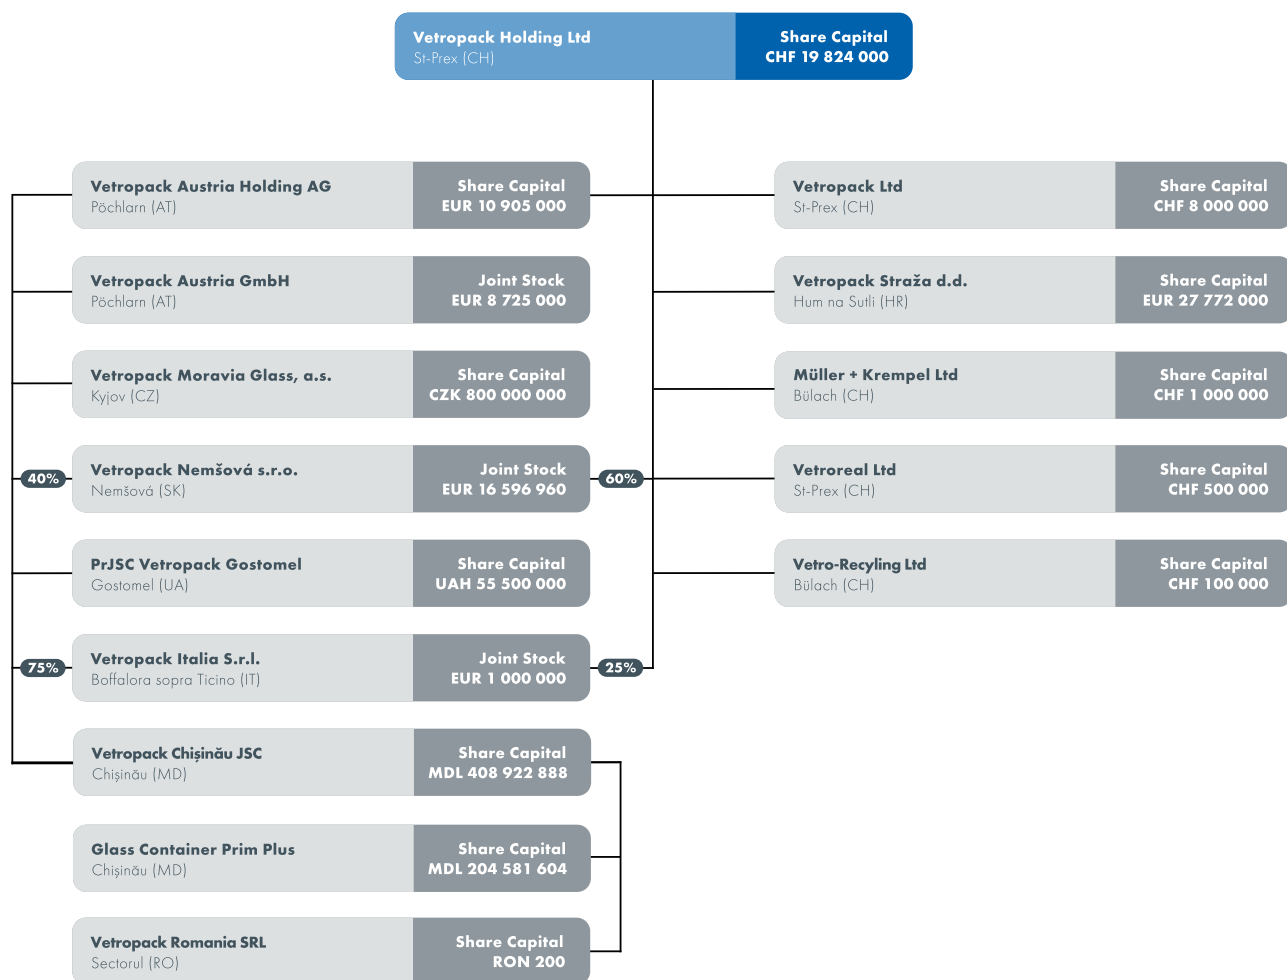 Vetropack Holding Ltd
St-Prex (CH)
Share Capital
CHF 19 824 000
Vetropack Austria Holding AG
Pöchlarn (AT)
Share Capital
EUR 10 905 000
Vetropack Ltd
St-Prex (CH)
Share Capital
CHF 8 000 000
Vetropack Austria GmbH
Pöchlarn (AT)
Joint Stock
EUR 8 725 000
Vetropack Straža d.d.
Hum na Sutli (HR)
Share Capital
EUR 27 772 000
Vetropack Moravia Glass, a.s.
Kyjov (CZ)
Share Capital
CZK 800 000 000
Müller + Krempel Ltd
Bülach (CH)
Share Capital
CHF 1 000 000
40%
Vetropack Nemšová s.r.o.
Nemšová (SK)
Joint Stock
EUR 16 596 960
60%
Vetroreal Ltd
St-Prex (CH)
Share Capital
CHF 500 000
PrJSC Vetropack Gostomel
Gostomel (UA)
Share Capital
UAH 55 500 000
Vetro-Recyling Ltd
Bülach (CH)
Share Capital
CHF 100 000
75%
Vetropack Italia S.r.l.
Boffalora sopra Ticino (IT)
Joint Stock
EUR 1 000 000
25%
Vetropack Chișinău JSC
Chișinău (MD)
Share Capital
MDL 408 922 888
Glass Container Prim Plus
Chișinău (MD)
Share Capital
MDL 204 581 604
Vetropack Romania SRL
Sectorul (RO)
Share Capital
RON 200